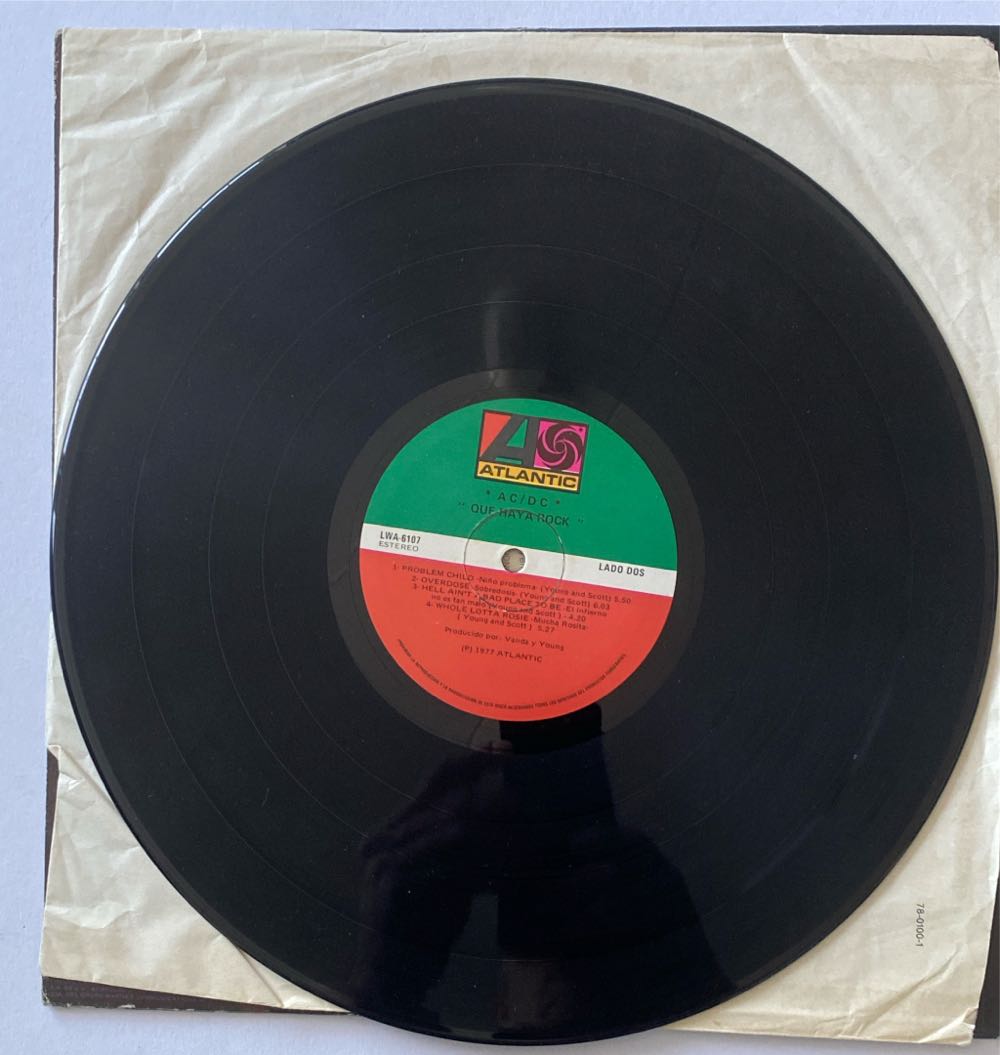 ATLANTIC
* AC/DC *
" QUE HAYA ROCK "
LWA-6107
ESTEREO
LADO DOS
1- PROBLEM CHILD -Niño problema- (Young and Scott) 5.50
2- OVERDOSE -Sobredosis- (Young and Scott) 6.03
3- HELL AIN'T A BAD PLACE TO BE -El infierno
no es tan malo (Young and Scott ) - 4.20
4- WHOLE LOTTA ROSIE -Mucha Rosita-
( Young and Scott ) 5.27
Producido por: Vanda y Young
(P) 1977 ATLANTIC
78-0100-1